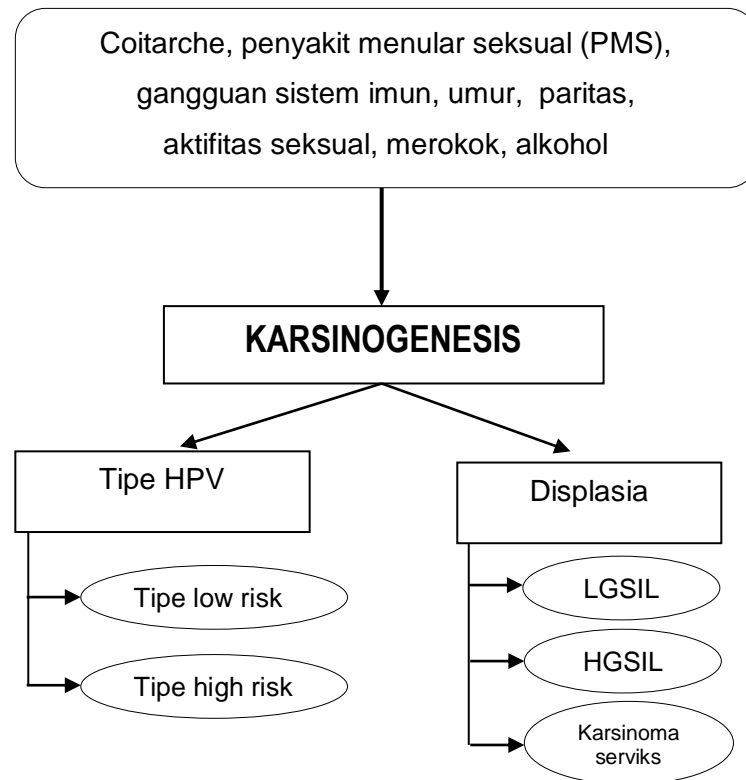 Coitarche, penyakit menular seksual (PMS),
gangguan sistem imun, umur, paritas,
aktifitas seksual, merokok, alkohol
KARSINOGENESIS
Tipe HPV
Tipe low risk
Tipe high risk
Displasia
LGSIL
HGSIL
Karsinoma
serviks